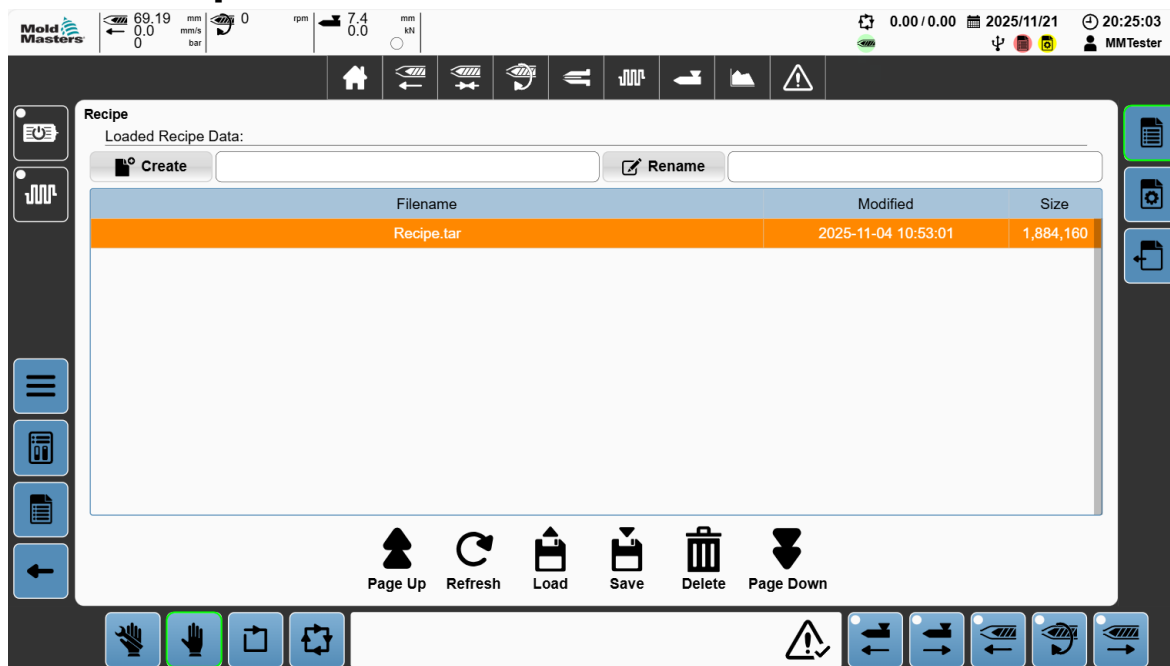 Mold
Masters
69.19 mm
0.0 mm/s
0 bar
0 rpm
7.4 mm
0.0 kN
0.00 / 0.00
2025/11/21
20:25:03
MMTester
Recipe
Loaded Recipe Data:
Create
Rename
Filename Modified Size
Recipe.tar 2025-11-04 10:53:01 1,884,160
Page Up Refresh Load Save Delete Page Down